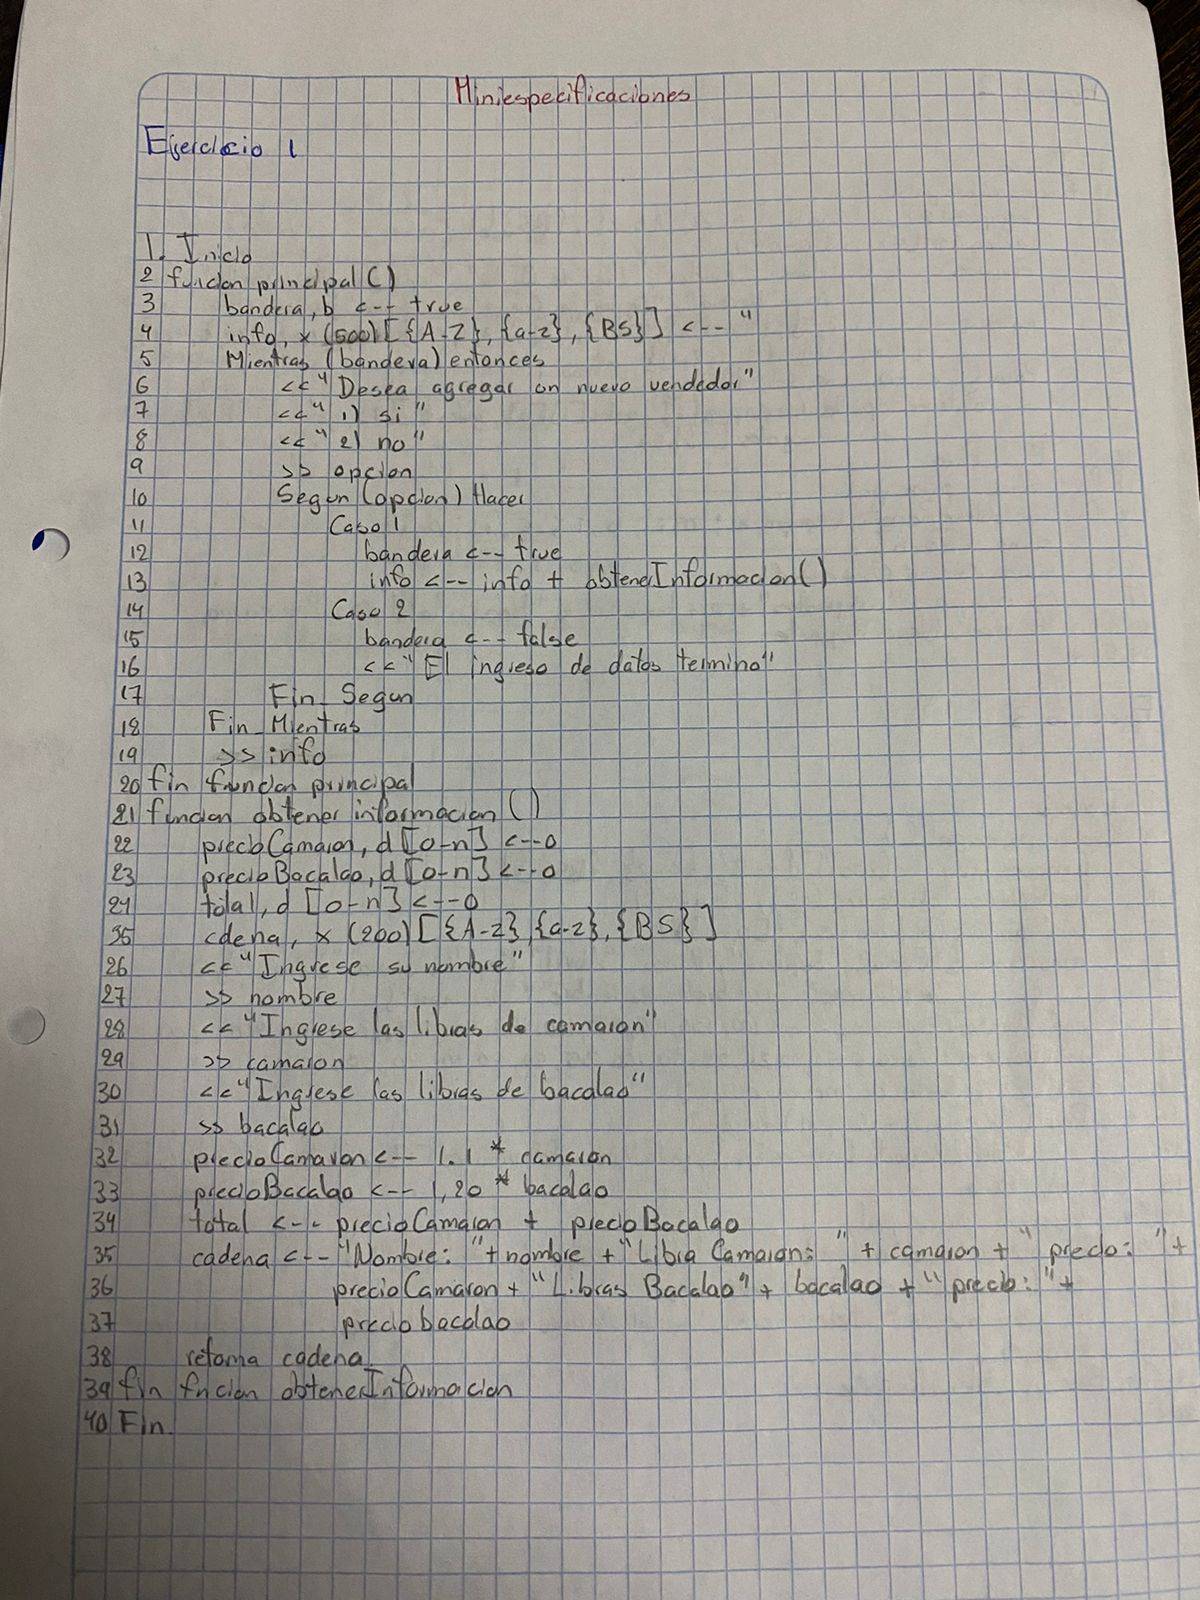 Miniespecificaciones
Ejercicio 1
1. Inicio
2 funcion principal()
3 bandera, b <-- true
4 info, x (500)[{A-Z},{a-z},{BS}] <-- "
5 Mientras (bandera) entonces
6 << "Desea agregar un nuevo vendedor"
7 << "1) si"
8 << "2) no"
9 >> opcion
10 Segun (opcion) Hacer
11 Caso 1
12 bandera <-- true
13 info <-- info + obtenerInformacion()
14 Caso 2
15 bandera <-- false
16 << "El ingreso de datos termino"
17 Fin_Segun
18 Fin_Mientras
19 >> info
20 fin funcion principal
21 funcion obtener informacion ()
22 precioCamaron, d [0-n] <--0
23 precioBacalao, d [0-n] <--0
24 total, d [0-n] <--0
35 cdena, x (200)[{A-Z},{a-z},{BS}]
26 << "Ingrese su nombre"
27 >> nombre
28 << "Ingrese las libras de camaron"
29 >> camaron
30 << "Ingrese las libras de bacalao"
31 >> bacalao
32 precioCamaron <-- 1.1 * camaron
33 precioBacalao <-- 1,20 * bacalao
34 total <-- precioCamaron + precioBacalao
35 cadena <-- "Nombre: "+ nombre + "Libra Camaron: " + camaron + " precio: "+
36 precioCamaron + "Libras Bacalao" + bacalao + "precio:"+
37 precio bacalao
38 retorna cadena
39 fin fncion obtenerInformacion
40 Fin.